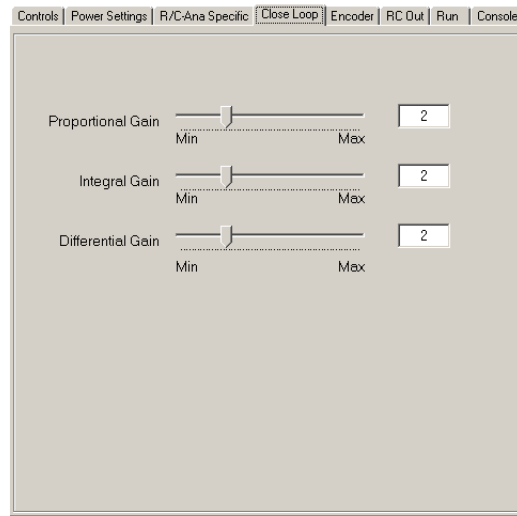 Controls Power Settings R/C-Ana Specific Close Loop Encoder RC Out Run Console
Proportional Gain 2
Min Max
Integral Gain 2
Min Max
Differential Gain 2
Min Max